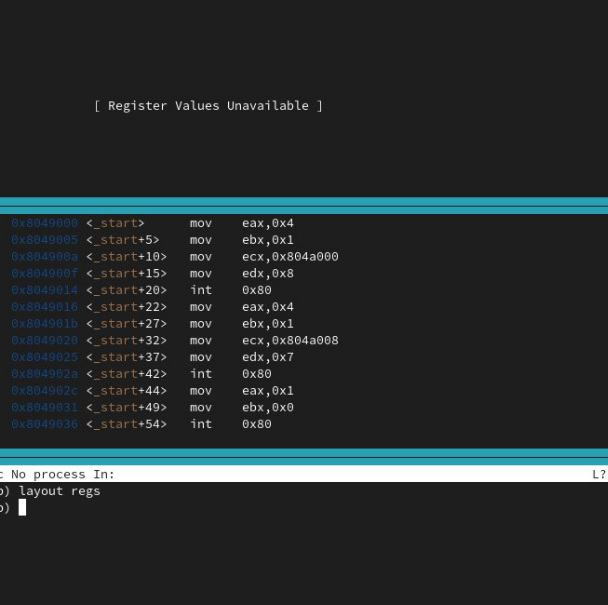 [ Register Values Unavailable ]
0x8049000 <_start> mov eax,0x4
0x8049005 <_start+5> mov ebx,0x1
0x804900a <_start+10> mov ecx,0x804a000
0x804900f <_start+15> mov edx,0x8
0x8049014 <_start+20> int 0x80
0x8049016 <_start+22> mov eax,0x4
0x804901b <_start+27> mov ebx,0x1
0x8049020 <_start+32> mov ecx,0x804a008
0x8049025 <_start+37> mov edx,0x7
0x804902a <_start+42> int 0x80
0x804902c <_start+44> mov eax,0x1
0x8049031 <_start+49> mov ebx,0x0
0x8049036 <_start+54> int 0x80
c No process In: L?
b) layout regs
b)